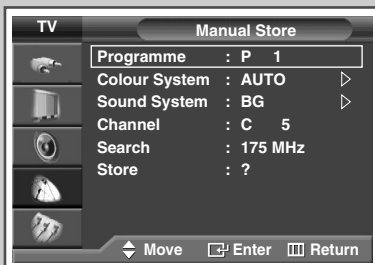 TV Manual Store
Programme : P 1
Colour System : AUTO
Sound System : BG
Channel : C 5
Search : 175 MHz
Store : ?
Move Enter Return